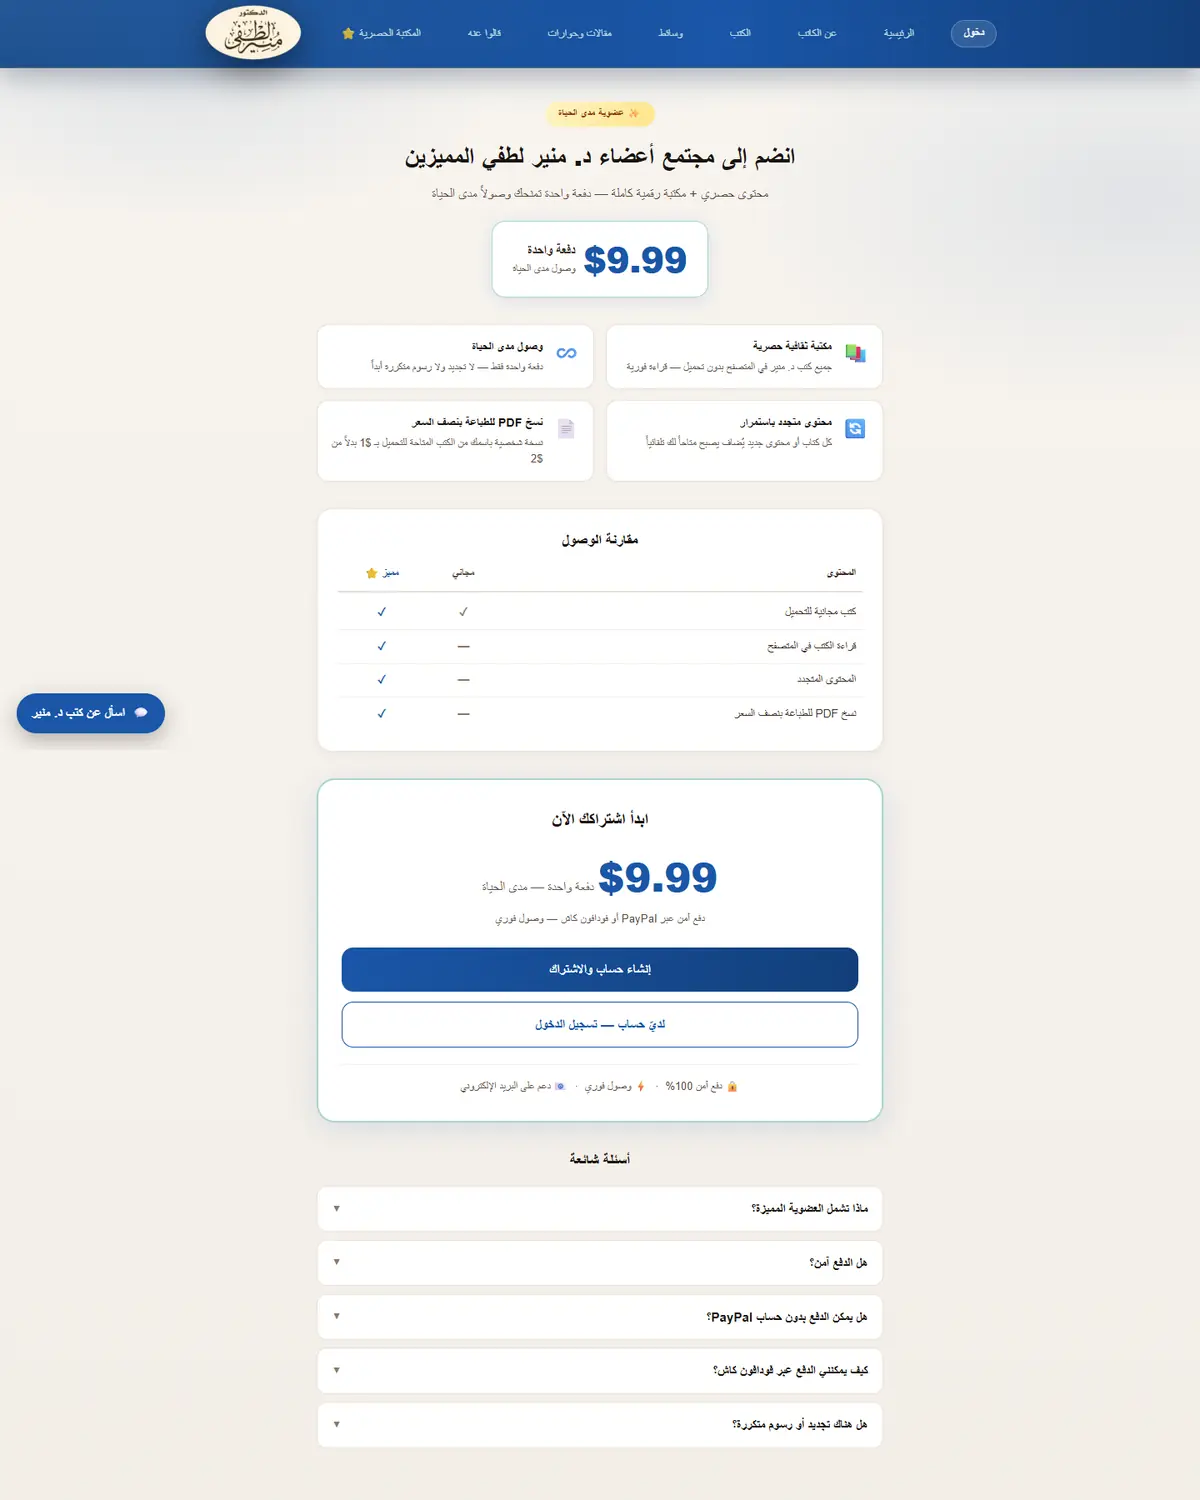 دخول
الرئيسية
عن الكاتب
الكتب
وسائط
مقالات وحوارات
قالوا عنه
المكتبة الحصرية ⭐
الدكتور
منير لطفي
✨ عضوية مدى الحياة
انضم إلى مجتمع أعضاء د. منير لطفي المميزين
محتوى حصري + مكتبة رقمية كاملة — دفعة واحدة تمنحك وصولاً مدى الحياة
$9.99
دفعة واحدة
وصول مدى الحياة
مكتبة ثقافية حصرية
جميع كتب د. منير في المتصفح بدون تحميل — قراءة فورية
وصول مدى الحياة
دفعة واحدة فقط — لا تجديد ولا رسوم متكررة أبداً
محتوى متجدد باستمرار
كل كتاب أو محتوى جديد يُضاف يصبح متاحاً لك تلقائياً
نسخ PDF للطباعة بنصف السعر
نسخة شخصية باسمك من الكتب المتاحة للتحميل بـ 1$ بدلاً من
2$
مقارنة الوصول
المحتوى مجاني مميز ⭐
كتب مجانية للتحميل ✓ ✓
قراءة الكتب في المتصفح — ✓
المحتوى المتجدد — ✓
نسخ PDF للطباعة بنصف السعر — ✓
💬 اسأل عن كتب د. منير
ابدأ اشتراكك الآن
$9.99 دفعة واحدة — مدى الحياة
دفع آمن عبر PayPal أو فودافون كاش — وصول فوري
إنشاء حساب والاشتراك
لديّ حساب — تسجيل الدخول
🔒 دفع آمن 100% · ⚡ وصول فوري · 📧 دعم على البريد الإلكتروني
أسئلة شائعة
ماذا تشمل العضوية المميزة؟
هل الدفع آمن؟
هل يمكن الدفع بدون حساب PayPal؟
كيف يمكنني الدفع عبر فودافون كاش؟
هل هناك تجديد أو رسوم متكررة؟